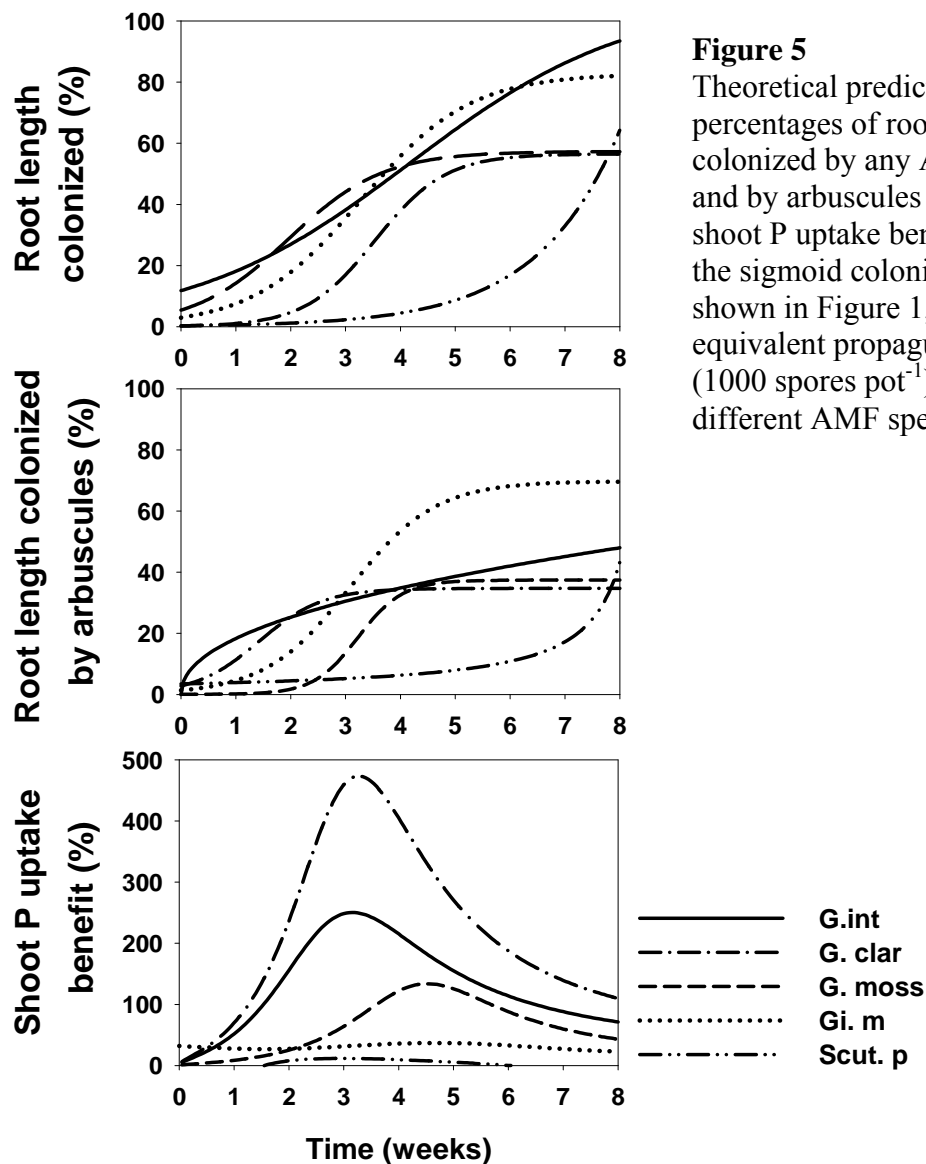 Figure 5
Theoretical predic
percentages of roo
colonized by any A
and by arbuscules
shoot P uptake ben
the sigmoid coloni
shown in Figure 1,
equivalent propagu
(1000 spores pot-1)
different AMF spe
Root length
colonized (%)
100
80
60
40
20
0
0 1 2 3 4 5 6 7 8
Root length colonized
by arbuscules (%)
100
80
60
40
20
0
0 1 2 3 4 5 6 7 8
Shoot P uptake
benefit (%)
500
400
300
200
100
0
0 1 2 3 4 5 6 7 8
Time (weeks)
G.int
G. clar
G. moss
Gi. m
Scut. p